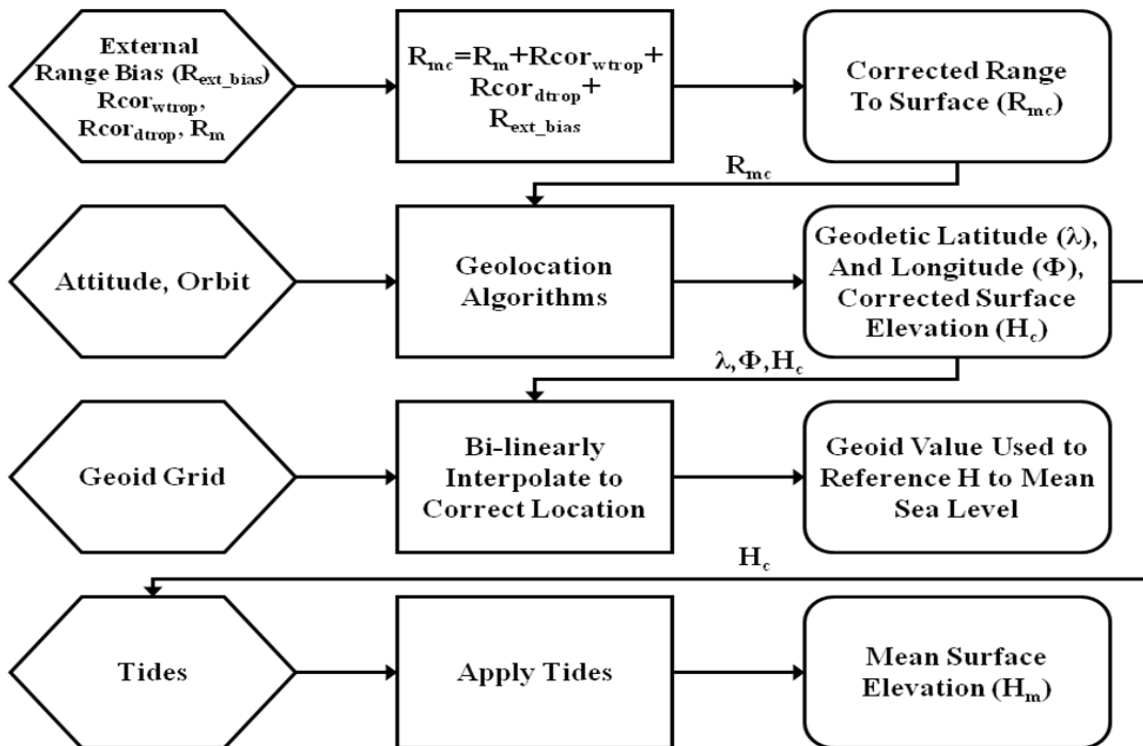 External
Range Bias (R_ext_bias)
Rcor_wtrop,
Rcor_dtrop, R_m
R_mc=R_m+Rcor_wtrop+
Rcor_dtrop+
R_ext_bias
Corrected Range
To Surface (R_mc)
R_mc
Attitude, Orbit
Geolocation
Algorithms
Geodetic Latitude (λ),
And Longitude (Φ),
Corrected Surface
Elevation (H_c)
λ,Φ,H_c
Geoid Grid
Bi-linearly
Interpolate to
Correct Location
Geoid Value Used to
Reference H to Mean
Sea Level
H_c
Tides
Apply Tides
Mean Surface
Elevation (H_m)